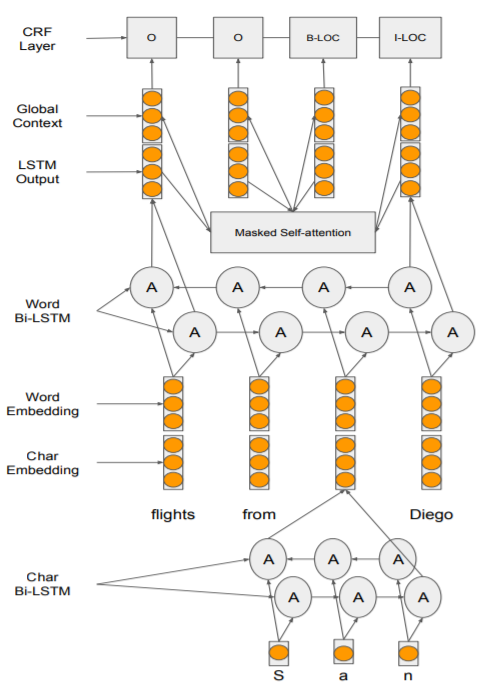 CRF
Layer
O
O
B-LOC
I-LOC
Global
Context
LSTM
Output
Masked Self-attention
A
A
A
A
Word
Bi-LSTM
A
A
A
A
Word
Embedding
Char
Embedding
flights
from
Diego
A
A
A
Char
Bi-LSTM
A
A
A
S
a
n